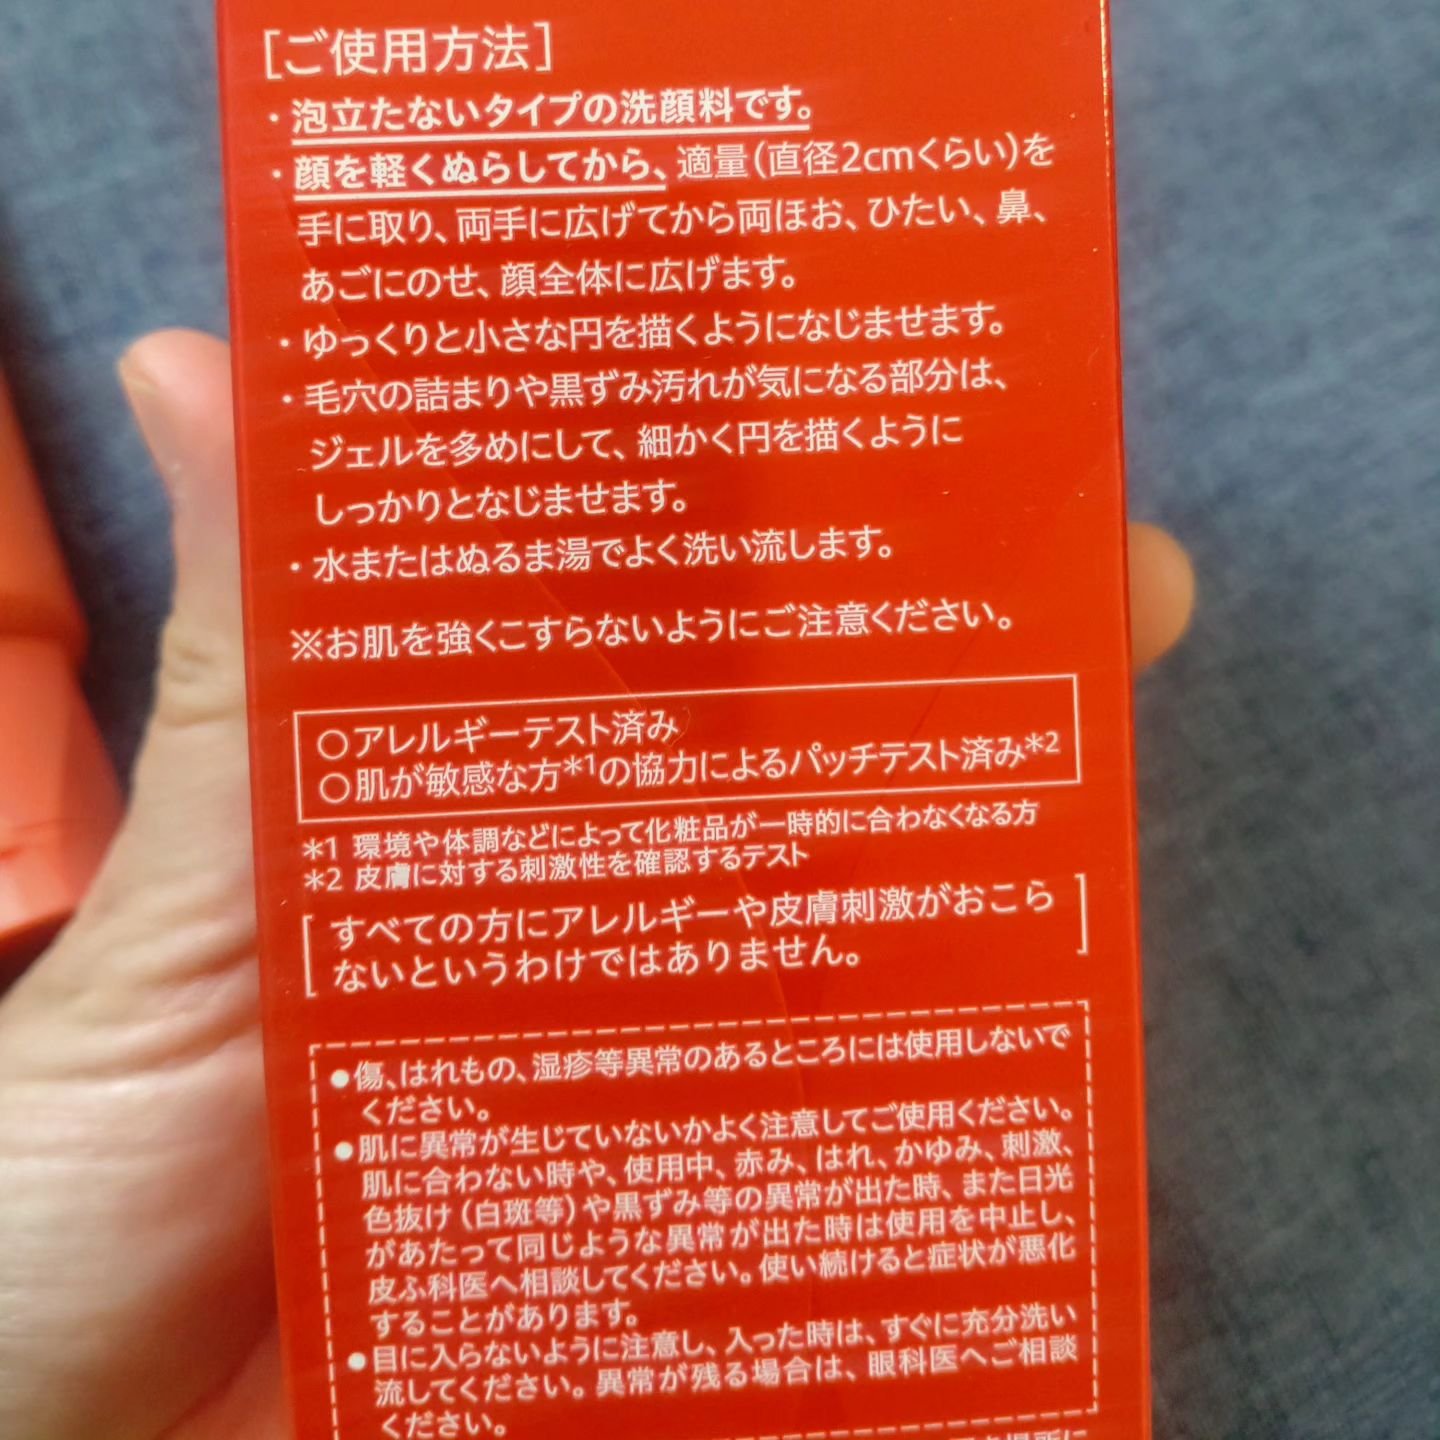 ［ご使用方法］
・泡立たないタイプの洗顔料です。
・顔を軽くぬらしてから、適量（直径2cmくらい）を
手に取り、両手に広げてから両ほお、ひたい、鼻、
あごにのせ、顔全体に広げます。
・ゆっくりと小さな円を描くようになじませます。
・毛穴の詰まりや黒ずみ汚れが気になる部分は、
ジェルを多めにして、細かく円を描くように
しっかりとなじませます。
・水またはぬるま湯でよく洗い流します。
※お肌を強くこすらないようにご注意ください。
○アレルギーテスト済み
○肌が敏感な方*1の協力によるパッチテスト済み*2
*1 環境や体調などによって化粧品が一時的に合わなくなる方
*2 皮膚に対する刺激性を確認するテスト
［すべての方にアレルギーや皮膚刺激がおこら
ないというわけではありません。］
●傷、はれもの、湿疹等異常のあるところには使用しないで
ください。
●肌に異常が生じていないかよく注意してご使用ください。
肌に合わない時や、使用中、赤み、はれ、かゆみ、刺激、
色抜け（白斑等）や黒ずみ等の異常が出た時、また日光
があたって同じような異常が出た時は使用を中止し、
皮ふ科医へ相談してください。使い続けると症状が悪化
することがあります。
●目に入らないように注意し、入った時は、すぐに充分洗い
流してください。異常が残る場合は、眼科医へご相談
ください。